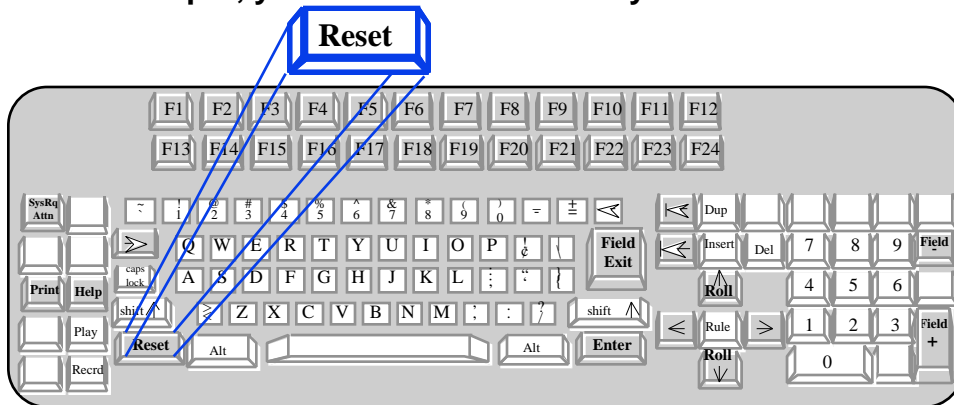 Reset
F1 F2 F3 F4 F5 F6 F7 F8 F9 F10 F11 F12
F13 F14 F15 F16 F17 F18 F19 F20 F21 F22 F23 F24
SysRq
Attn
~ ` ! 1 @ 2 # 3 $ 4 % 5 ^ 6 & 7 * 8 ( 9 ) 0 - ± =
Dup
Q W E R T Y U I O P ¢ \
Field
Exit
Insert Del 7 8 9 Field
-
caps
lock
A S D F G H J K L : ; " {
Print Help
Roll
4 5 6
shift
Z X C V B N M , : ? /
shift
Play
Rule
1 2 3 Field
+
Reset Alt Alt Enter
Roll
0
Recrd